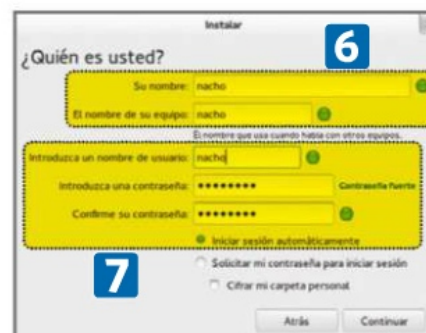 Instalar
¿Quién es usted?
6
Su nombre: nacho
El nombre de su equipo: nacho
El nombre que usa cuando habla con otros equipos.
Introduzca un nombre de usuario: nacho
Introduzca una contraseña: ●●●●●●●● Contraseña fuerte
Confirme su contraseña: ●●●●●●●●
Iniciar sesión automáticamente
7
Solicitar mi contraseña para iniciar sesión
Cifrar mi carpeta personal
Atrás Continuar